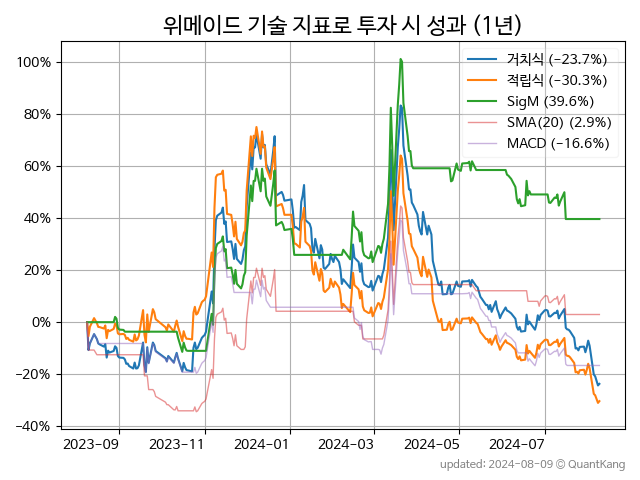 위메이드 기술 지표로 투자 시 성과 (1년)
거치식 (−23.7%)
적립식 (−30.3%)
SigM (39.6%)
SMA(20) (2.9%)
MACD (−16.6%)
100%
80%
60%
40%
20%
0%
−20%
−40%
2023-09 2023-11 2024-01 2024-03 2024-05 2024-07
updated: 2024-08-09 © QuantKang